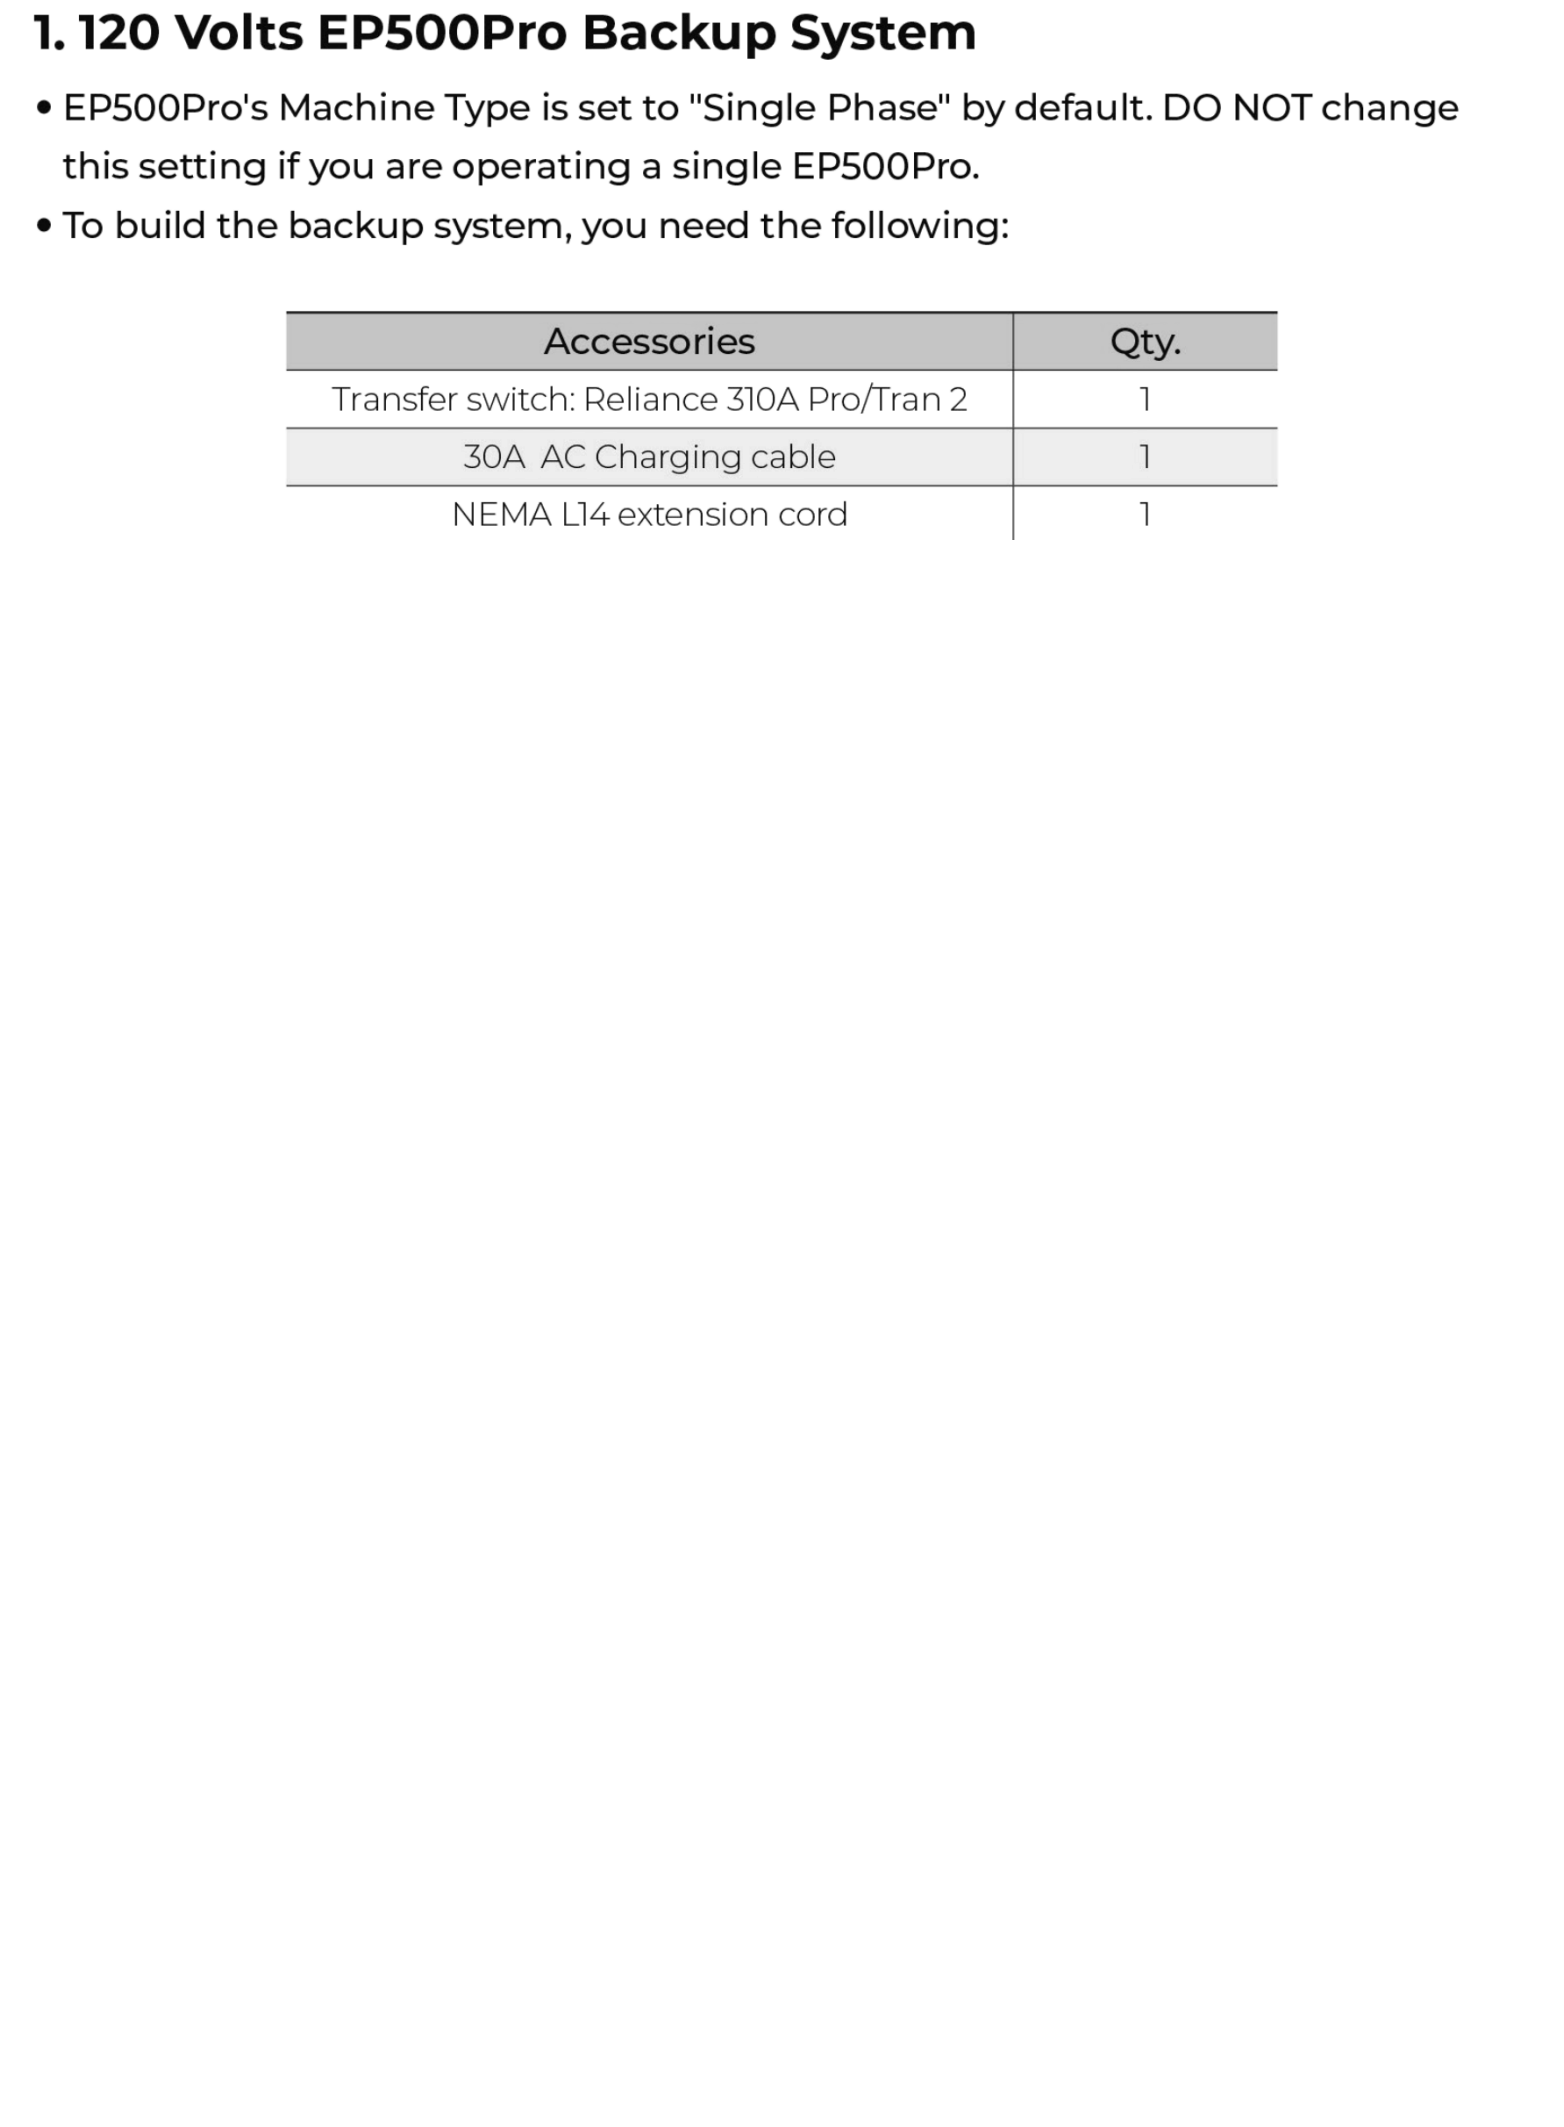 1. 120 Volts EP500Pro Backup System
• EP500Pro's Machine Type is set to "Single Phase" by default. DO NOT change
this setting if you are operating a single EP500Pro.
• To build the backup system, you need the following:
Accessories Qty.
Transfer switch: Reliance 310A Pro/Tran 2 1
30A AC Charging cable 1
NEMA L14 extension cord 1